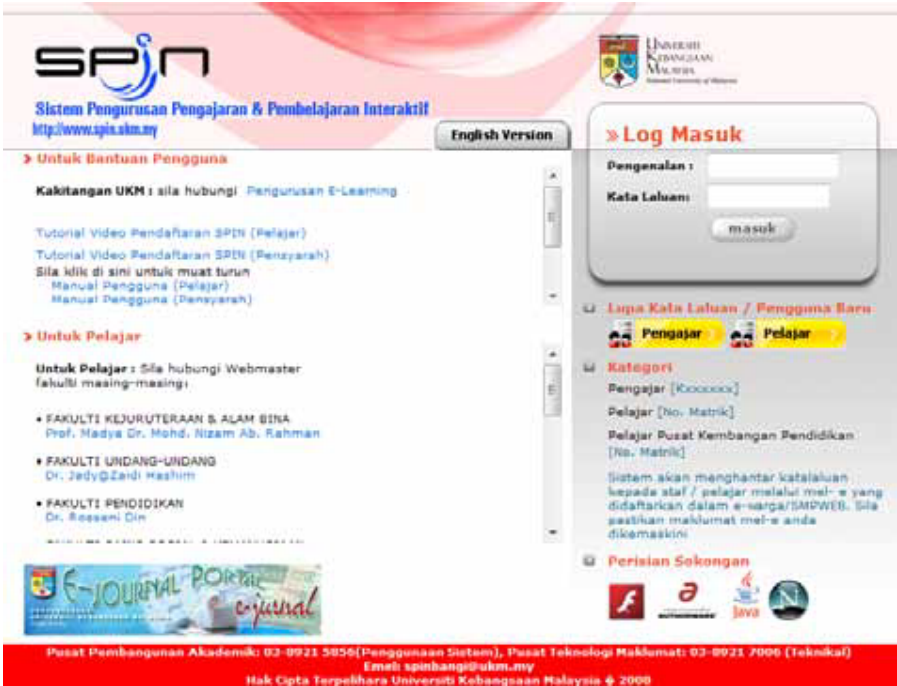 SPIN
Sistem Pengurusan Pengajaran & Pembelajaran Interaktif
http://www.spin.ukm.my
English Version
UNIVERSITI
KEBANGSAAN
MALAYSIA
National University of Malaysia
» Log Masuk
Pengenalan :
Kata Laluan:
masuk
Untuk Bantuan Pengguna
Kakitangan UKM : sila hubungi Pengurusan E-Learning
Tutorial Video Pendaftaran SPIN (Pelajar)
Tutorial Video Pendaftaran SPIN (Pensyarah)
Sila klik di sini untuk muat turun
Manual Pengguna (Pelajar)
Manual Pengguna (Pensyarah)
Untuk Pelajar
Untuk Pelajar : Sila hubungi Webmaster
fakulti masing-masing:
• FAKULTI KEJURUTERAAN & ALAM BINA
Prof. Madya Dr. Mohd. Nizam Ab. Rahman
• FAKULTI UNDANG-UNDANG
Dr. Jady@Zaidi Hashim
• FAKULTI PENDIDIKAN
Dr. Rosseni Din
Lupa Kata Laluan / Pengguna Baru
Pengajar
Pelajar
Kategori
Pengajar [Kxxxxxx]
Pelajar [No. Matrik]
Pelajar Pusat Kembangan Pendidikan
[No. Matrik]
Sistem akan menghantar katalaluan
kepada staf / pelajar melalui mel- e yang
didaftarkan dalam e-warga/SMPWEB. Sila
pastikan maklumat mel-e anda
dikemaskini
Perisian Sokongan
AUTHORWARE
Java
N
E-JOURNAL PORTAL
e-jurnal
Pusat Pembangunan Akademik: 03-8921 5856(Penggunaan Sistem), Pusat Teknologi Maklumat: 03-8921 7006 (Teknikal)
Emel: spinbangi@ukm.my
Hak Cipta Terpelihara Universiti Kebangsaan Malaysia � 2008